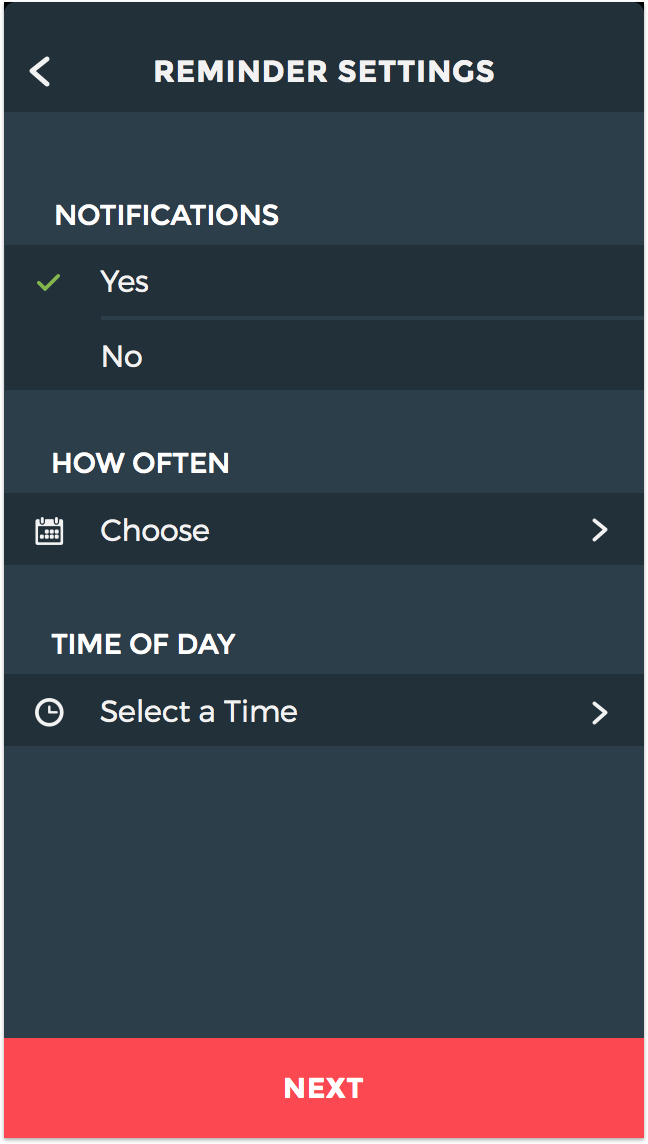 REMINDER SETTINGS
NOTIFICATIONS
Yes
No
HOW OFTEN
Choose
TIME OF DAY
Select a Time
NEXT